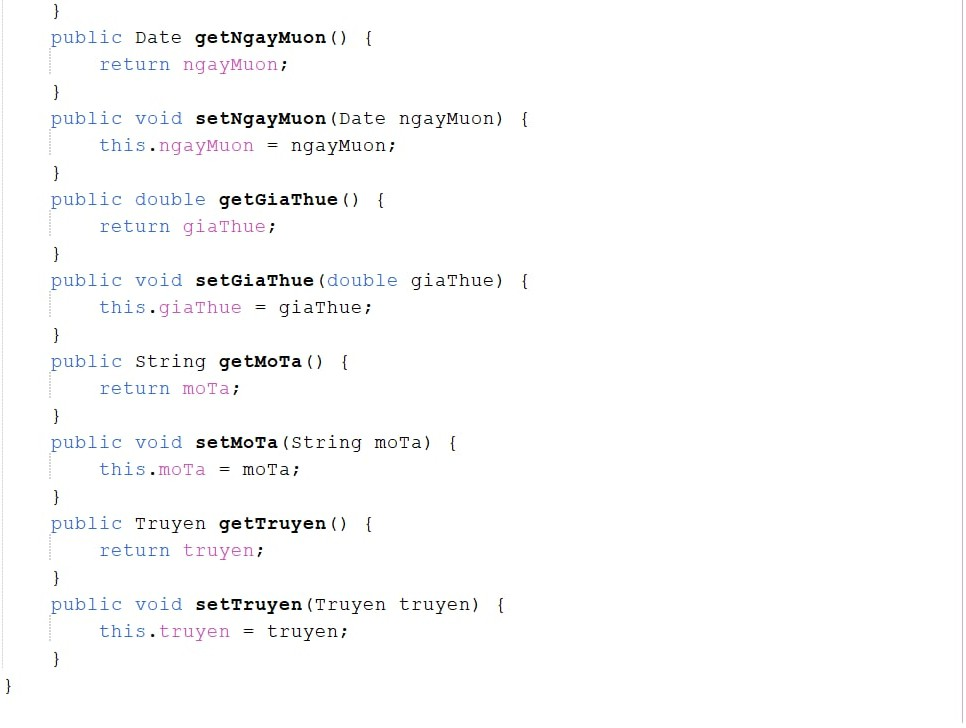 }
    public Date getNgayMuon() {
        return ngayMuon;
    }
    public void setNgayMuon(Date ngayMuon) {
        this.ngayMuon = ngayMuon;
    }
    public double getGiaThue() {
        return giaThue;
    }
    public void setGiaThue(double giaThue) {
        this.giaThue = giaThue;
    }
    public String getMoTa() {
        return moTa;
    }
    public void setMoTa(String moTa) {
        this.moTa = moTa;
    }
    public Truyen getTruyen() {
        return truyen;
    }
    public void setTruyen(Truyen truyen) {
        this.truyen = truyen;
    }
}